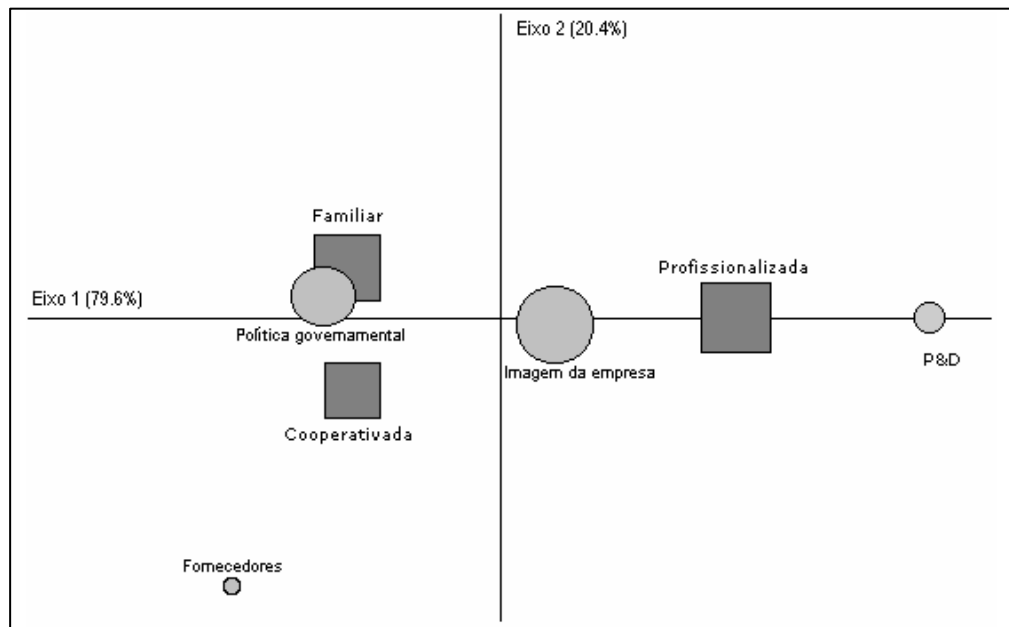 Eixo 2 (20.4%)
Familiar
Profissionalizada
Eixo 1 (79.6%)
Política governamental
P&D
Imagem da empresa
Cooperativada
Fornecedores